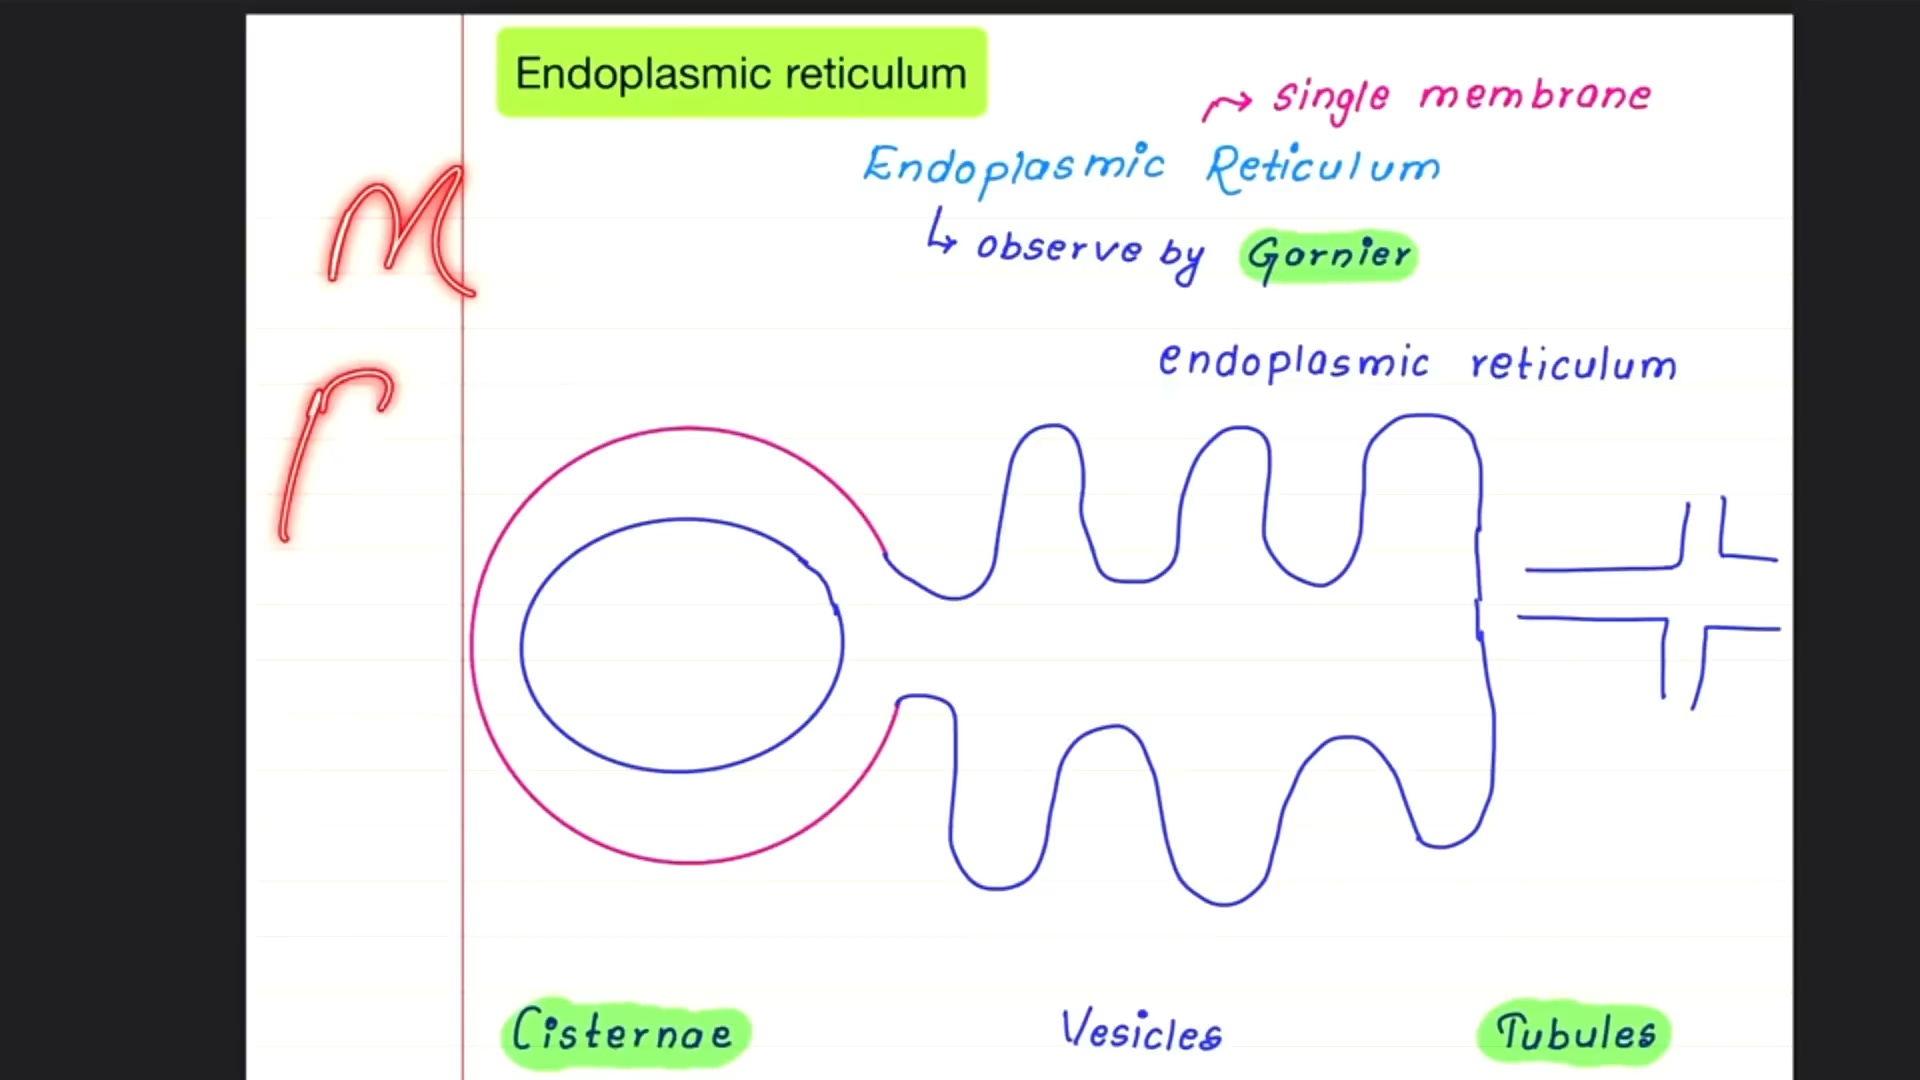 Endoplasmic reticulum
single membrane
Endoplasmic Reticulum
observe by Gornier
M
endoplasmic reticulum
r
Cisternae Vesicles Tubules